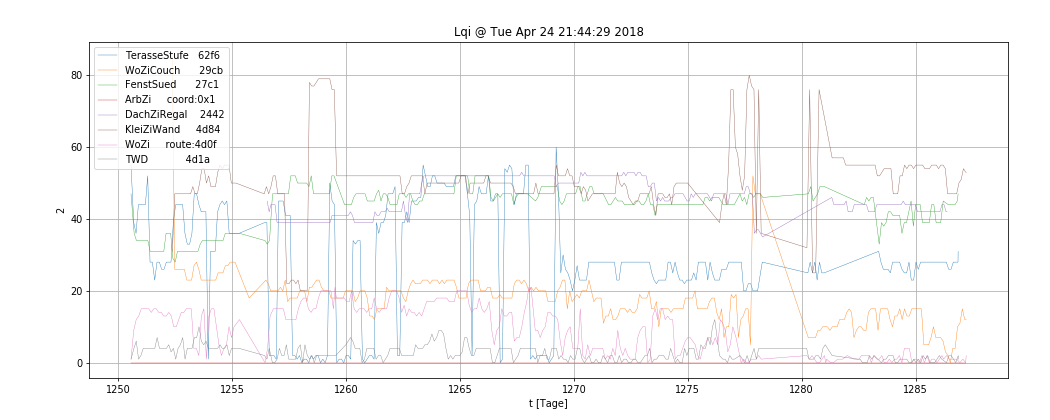 Lqi @ Tue Apr 24 21:44:29 2018
TerasseStufe 62f6
WoZiCouch 29cb
FenstSued 27c1
ArbZi coord:0x1
DachZiRegal 2442
KleiZiWand 4d84
WoZi route:4d0f
TWD 4d1a
80
60
40
20
0
2
1250 1255 1260 1265 1270 1275 1280 1285
t [Tage]